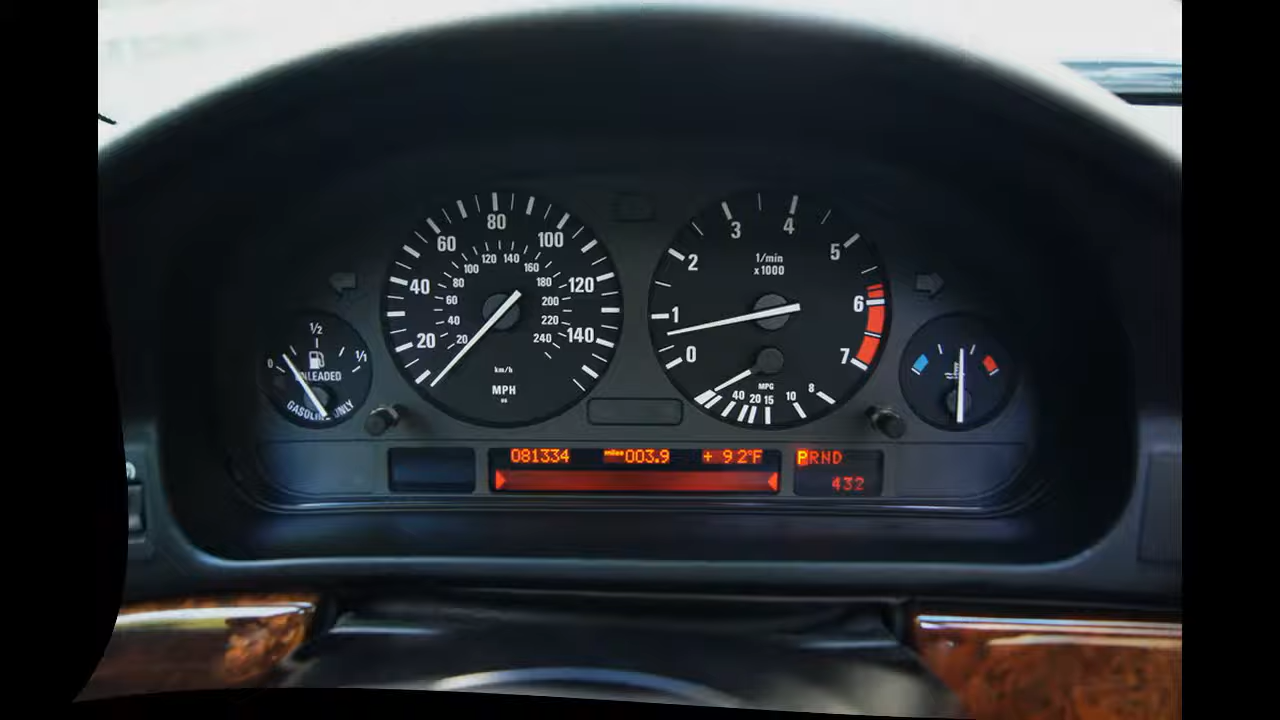 80
60
100
40
120
20
140
120 140
100 160
80 180
60 200
40 220
20 240
km/h
MPH
3 4
2 5
1/min
x1000
1 6
0 7
MPG
40 20 15 10 8
1/2
0 1/1
UNLEADED
GASOLINE ONLY
081334 miles 003.9 + 92°F
PRND
432